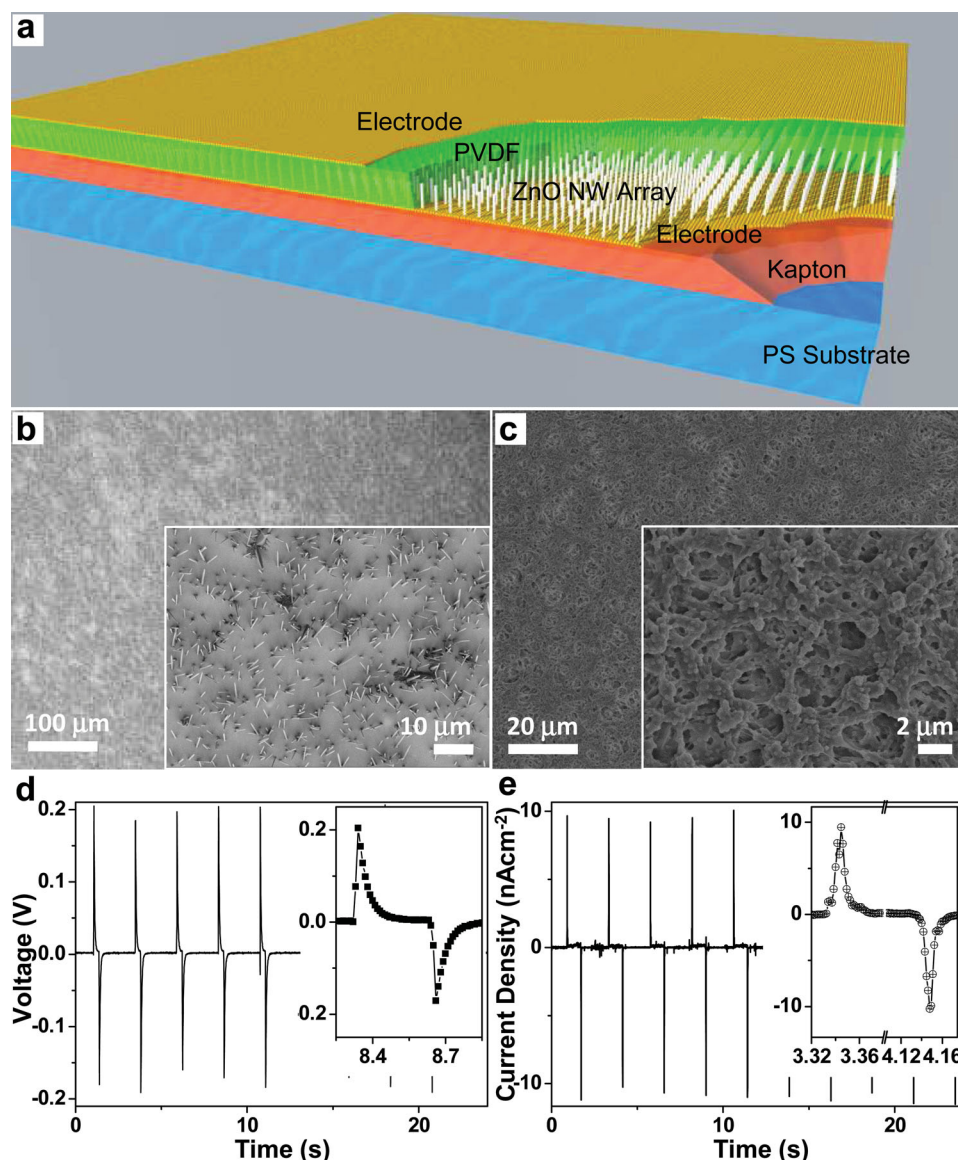 a
Electrode
PVDF
ZnO NW Array
Electrode
Kapton
PS Substrate
b
100 μm
10 μm
c
20 μm
2 μm
d
Voltage (V)
0.2
0.1
0.0
-0.1
-0.2
0
10
20
Time (s)
0.2
0.0
0.2
8.4
8.7
e
Current Density (nAcm⁻²)
10
0
-10
0
10
20
Time (s)
10
0
-10
3.32
3.36
4.12
4.16